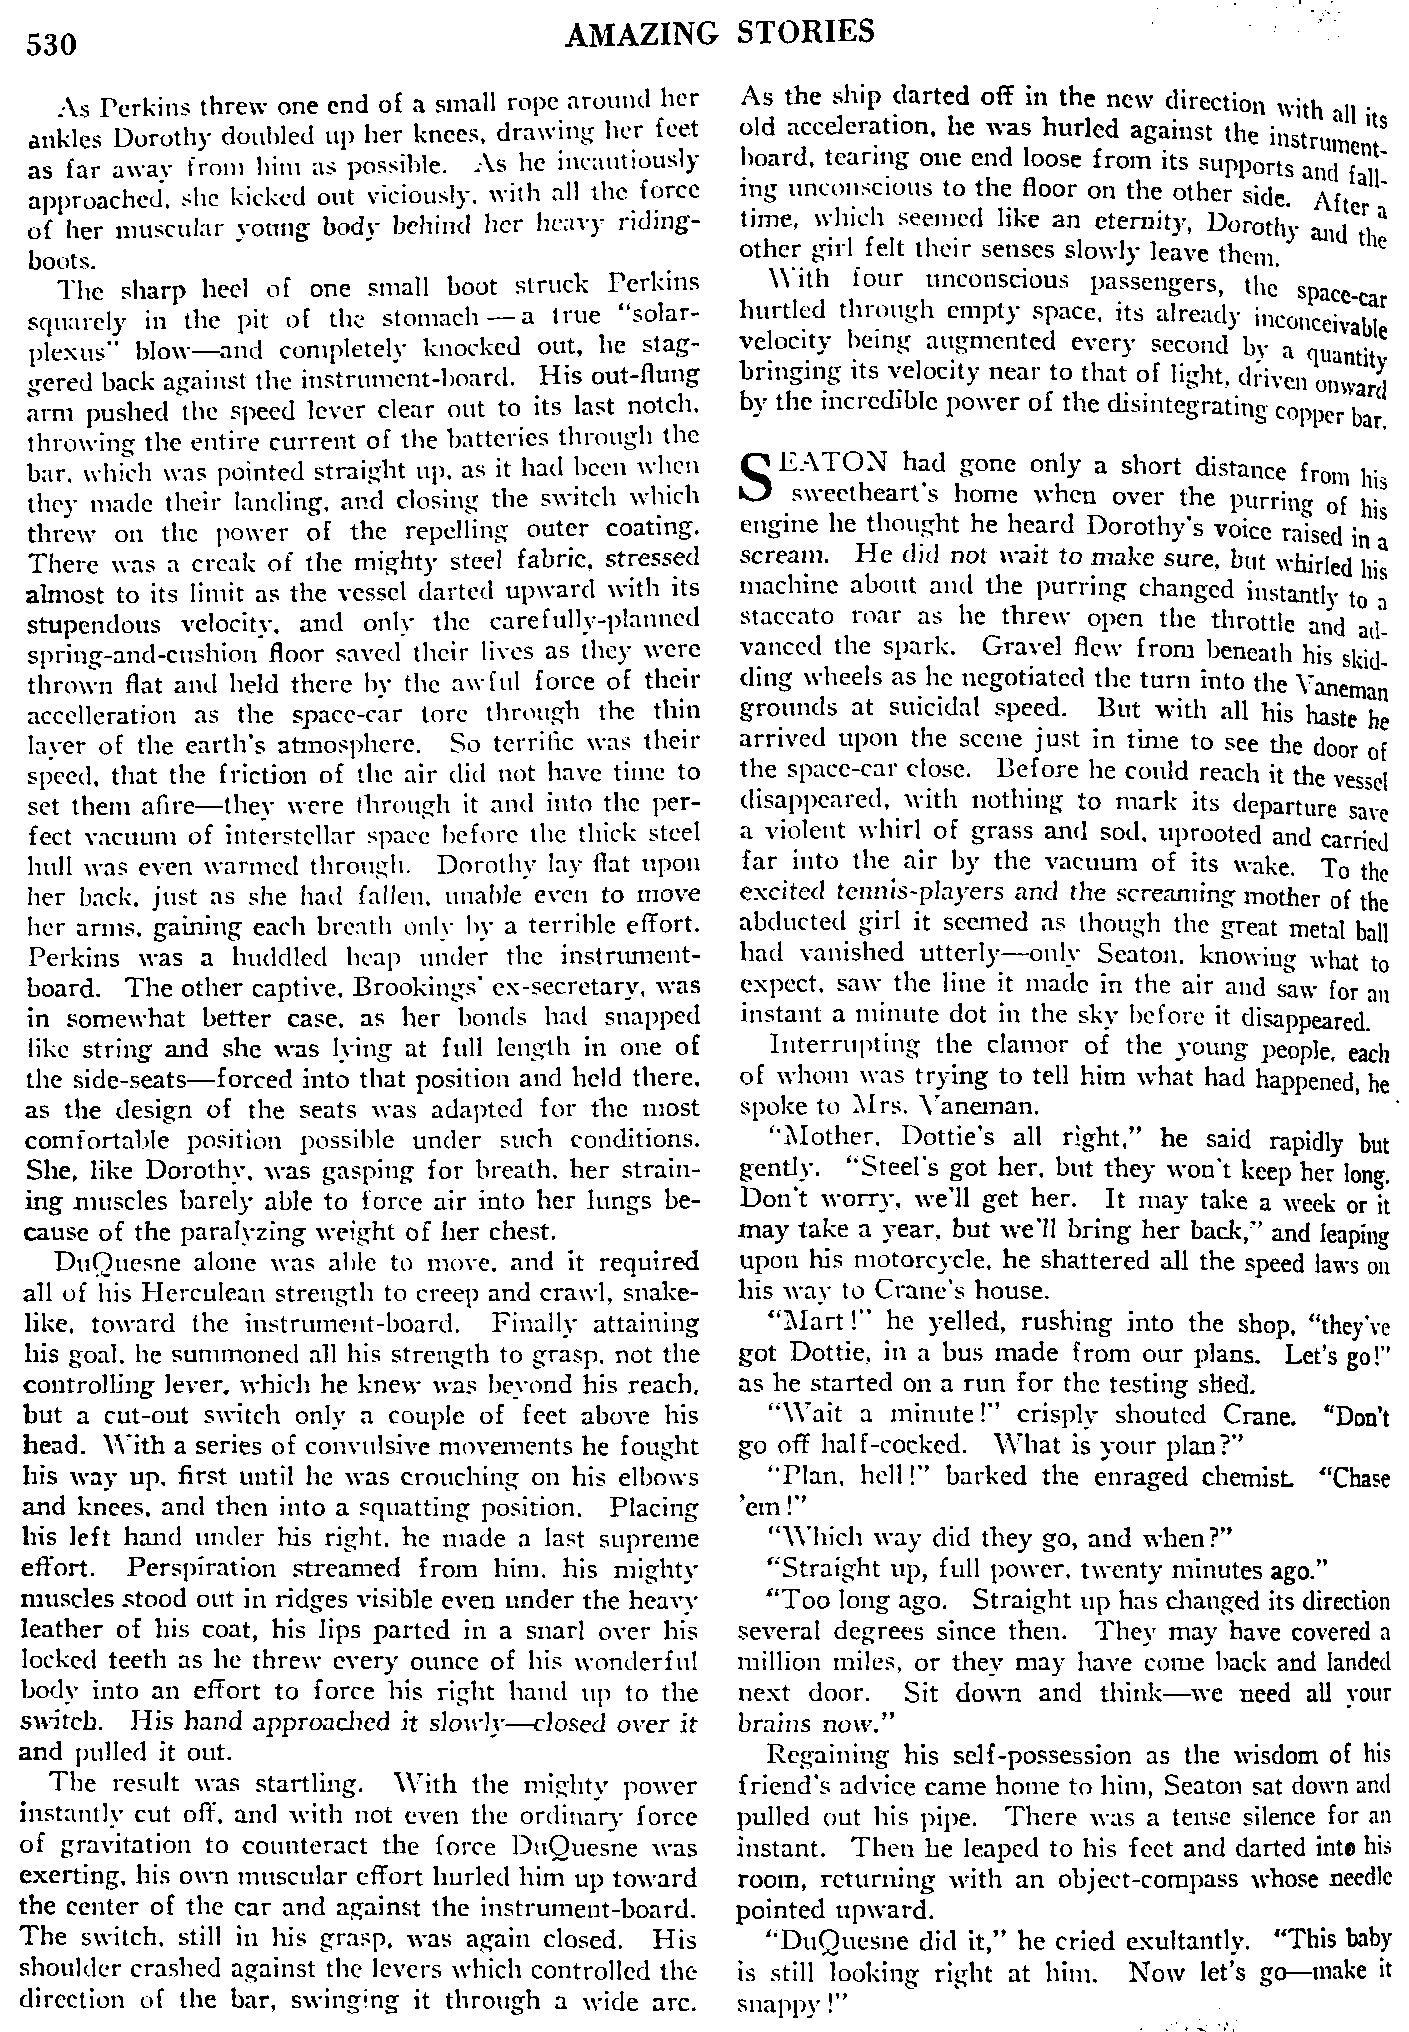 530
AMAZING STORIES
As Perkins threw one end of a small rope around her
ankles Dorothy doubled up her knees, drawing her feet
as far away from him as possible. As he incautiously
approached, she kicked out viciously, with all the force
of her muscular young body behind her heavy riding-
boots.
The sharp heel of one small boot struck Perkins
squarely in the pit of the stomach — a true "solar-
plexus" blow—and completely knocked out, he stag-
gered back against the instrument-board. His out-flung
arm pushed the speed lever clear out to its last notch,
throwing the entire current of the batteries through the
bar, which was pointed straight up, as it had been when
they made their landing, and closing the switch which
threw on the power of the repelling outer coating.
There was a creak of the mighty steel fabric, stressed
almost to its limit as the vessel darted upward with its
stupendous velocity, and only the carefully-planned
spring-and-cushion floor saved their lives as they were
thrown flat and held there by the awful force of their
accelleration as the space-car tore through the thin
layer of the earth's atmosphere. So terrific was their
speed, that the friction of the air did not have time to
set them afire—they were through it and into the per-
fect vacuum of interstellar space before the thick steel
hull was even warmed through. Dorothy lay flat upon
her back, just as she had fallen, unable even to move
her arms, gaining each breath only by a terrible effort.
Perkins was a huddled heap under the instrument-
board. The other captive, Brookings' ex-secretary, was
in somewhat better case, as her bonds had snapped
like string and she was lying at full length in one of
the side-seats—forced into that position and held there,
as the design of the seats was adapted for the most
comfortable position possible under such conditions.
She, like Dorothy, was gasping for breath, her strain-
ing muscles barely able to force air into her lungs be-
cause of the paralyzing weight of her chest.
DuQuesne alone was able to move, and it required
all of his Herculean strength to creep and crawl, snake-
like, toward the instrument-board. Finally attaining
his goal, he summoned all his strength to grasp, not the
controlling lever, which he knew was beyond his reach,
but a cut-out switch only a couple of feet above his
head. With a series of convulsive movements he fought
his way up, first until he was crouching on his elbows
and knees, and then into a squatting position. Placing
his left hand under his right, he made a last supreme
effort. Perspiration streamed from him, his mighty
muscles stood out in ridges visible even under the heavy
leather of his coat, his lips parted in a snarl over his
locked teeth as he threw every ounce of his wonderful
body into an effort to force his right hand up to the
switch. His hand approached it slowly—closed over it
and pulled it out.
The result was startling. With the mighty power
instantly cut off, and with not even the ordinary force
of gravitation to counteract the force DuQuesne was
exerting, his own muscular effort hurled him up toward
the center of the car and against the instrument-board.
The switch, still in his grasp, was again closed. His
shoulder crashed against the levers which controlled the
direction of the bar, swinging it through a wide arc.
As the ship darted off in the new direction with all its
old acceleration, he was hurled against the instrument-
board, tearing one end loose from its supports and fall-
ing unconscious to the floor on the other side. After a
time, which seemed like an eternity, Dorothy and the
other girl felt their senses slowly leave them.
With four unconscious passengers, the space-car
hurtled through empty space, its already inconceivable
velocity being augmented every second by a quantity
bringing its velocity near to that of light, driven onward
by the incredible power of the disintegrating copper bar.
SEATON had gone only a short distance from his
sweetheart's home when over the purring of his
engine he thought he heard Dorothy's voice raised in a
scream. He did not wait to make sure, but whirled his
machine about and the purring changed instantly to a
staccato roar as he threw open the throttle and ad-
vanced the spark. Gravel flew from beneath his skid-
ding wheels as he negotiated the turn into the Vaneman
grounds at suicidal speed. But with all his haste he
arrived upon the scene just in time to see the door of
the space-car close. Before he could reach it the vessel
disappeared, with nothing to mark its departure save
a violent whirl of grass and sod, uprooted and carried
far into the air by the vacuum of its wake. To the
excited tennis-players and the screaming mother of the
abducted girl it seemed as though the great metal ball
had vanished utterly—only Seaton, knowing what to
expect, saw the line it made in the air and saw for an
instant a minute dot in the sky before it disappeared.
Interrupting the clamor of the young people, each
of whom was trying to tell him what had happened, he
spoke to Mrs. Vaneman.
"Mother, Dottie's all right," he said rapidly but
gently. "Steel's got her, but they won't keep her long.
Don't worry, we'll get her. It may take a week or it
may take a year, but we'll bring her back," and leaping
upon his motorcycle, he shattered all the speed laws on
his way to Crane's house.
"Mart!" he yelled, rushing into the shop, "they've
got Dottie, in a bus made from our plans. Let's go!"
as he started on a run for the testing shed.
"Wait a minute!" crisply shouted Crane. "Don't
go off half-cocked. What is your plan?"
"Plan, hell!" barked the enraged chemist. "Chase
'em!"
"Which way did they go, and when?"
"Straight up, full power, twenty minutes ago."
"Too long ago. Straight up has changed its direction
several degrees since then. They may have covered a
million miles, or they may have come back and landed
next door. Sit down and think—we need all your
brains now."
Regaining his self-possession as the wisdom of his
friend's advice came home to him, Seaton sat down and
pulled out his pipe. There was a tense silence for an
instant. Then he leaped to his feet and darted into his
room, returning with an object-compass whose needle
pointed upward.
"DuQuesne did it," he cried exultantly. "This baby
is still looking right at him. Now let's go—make it
snappy!"